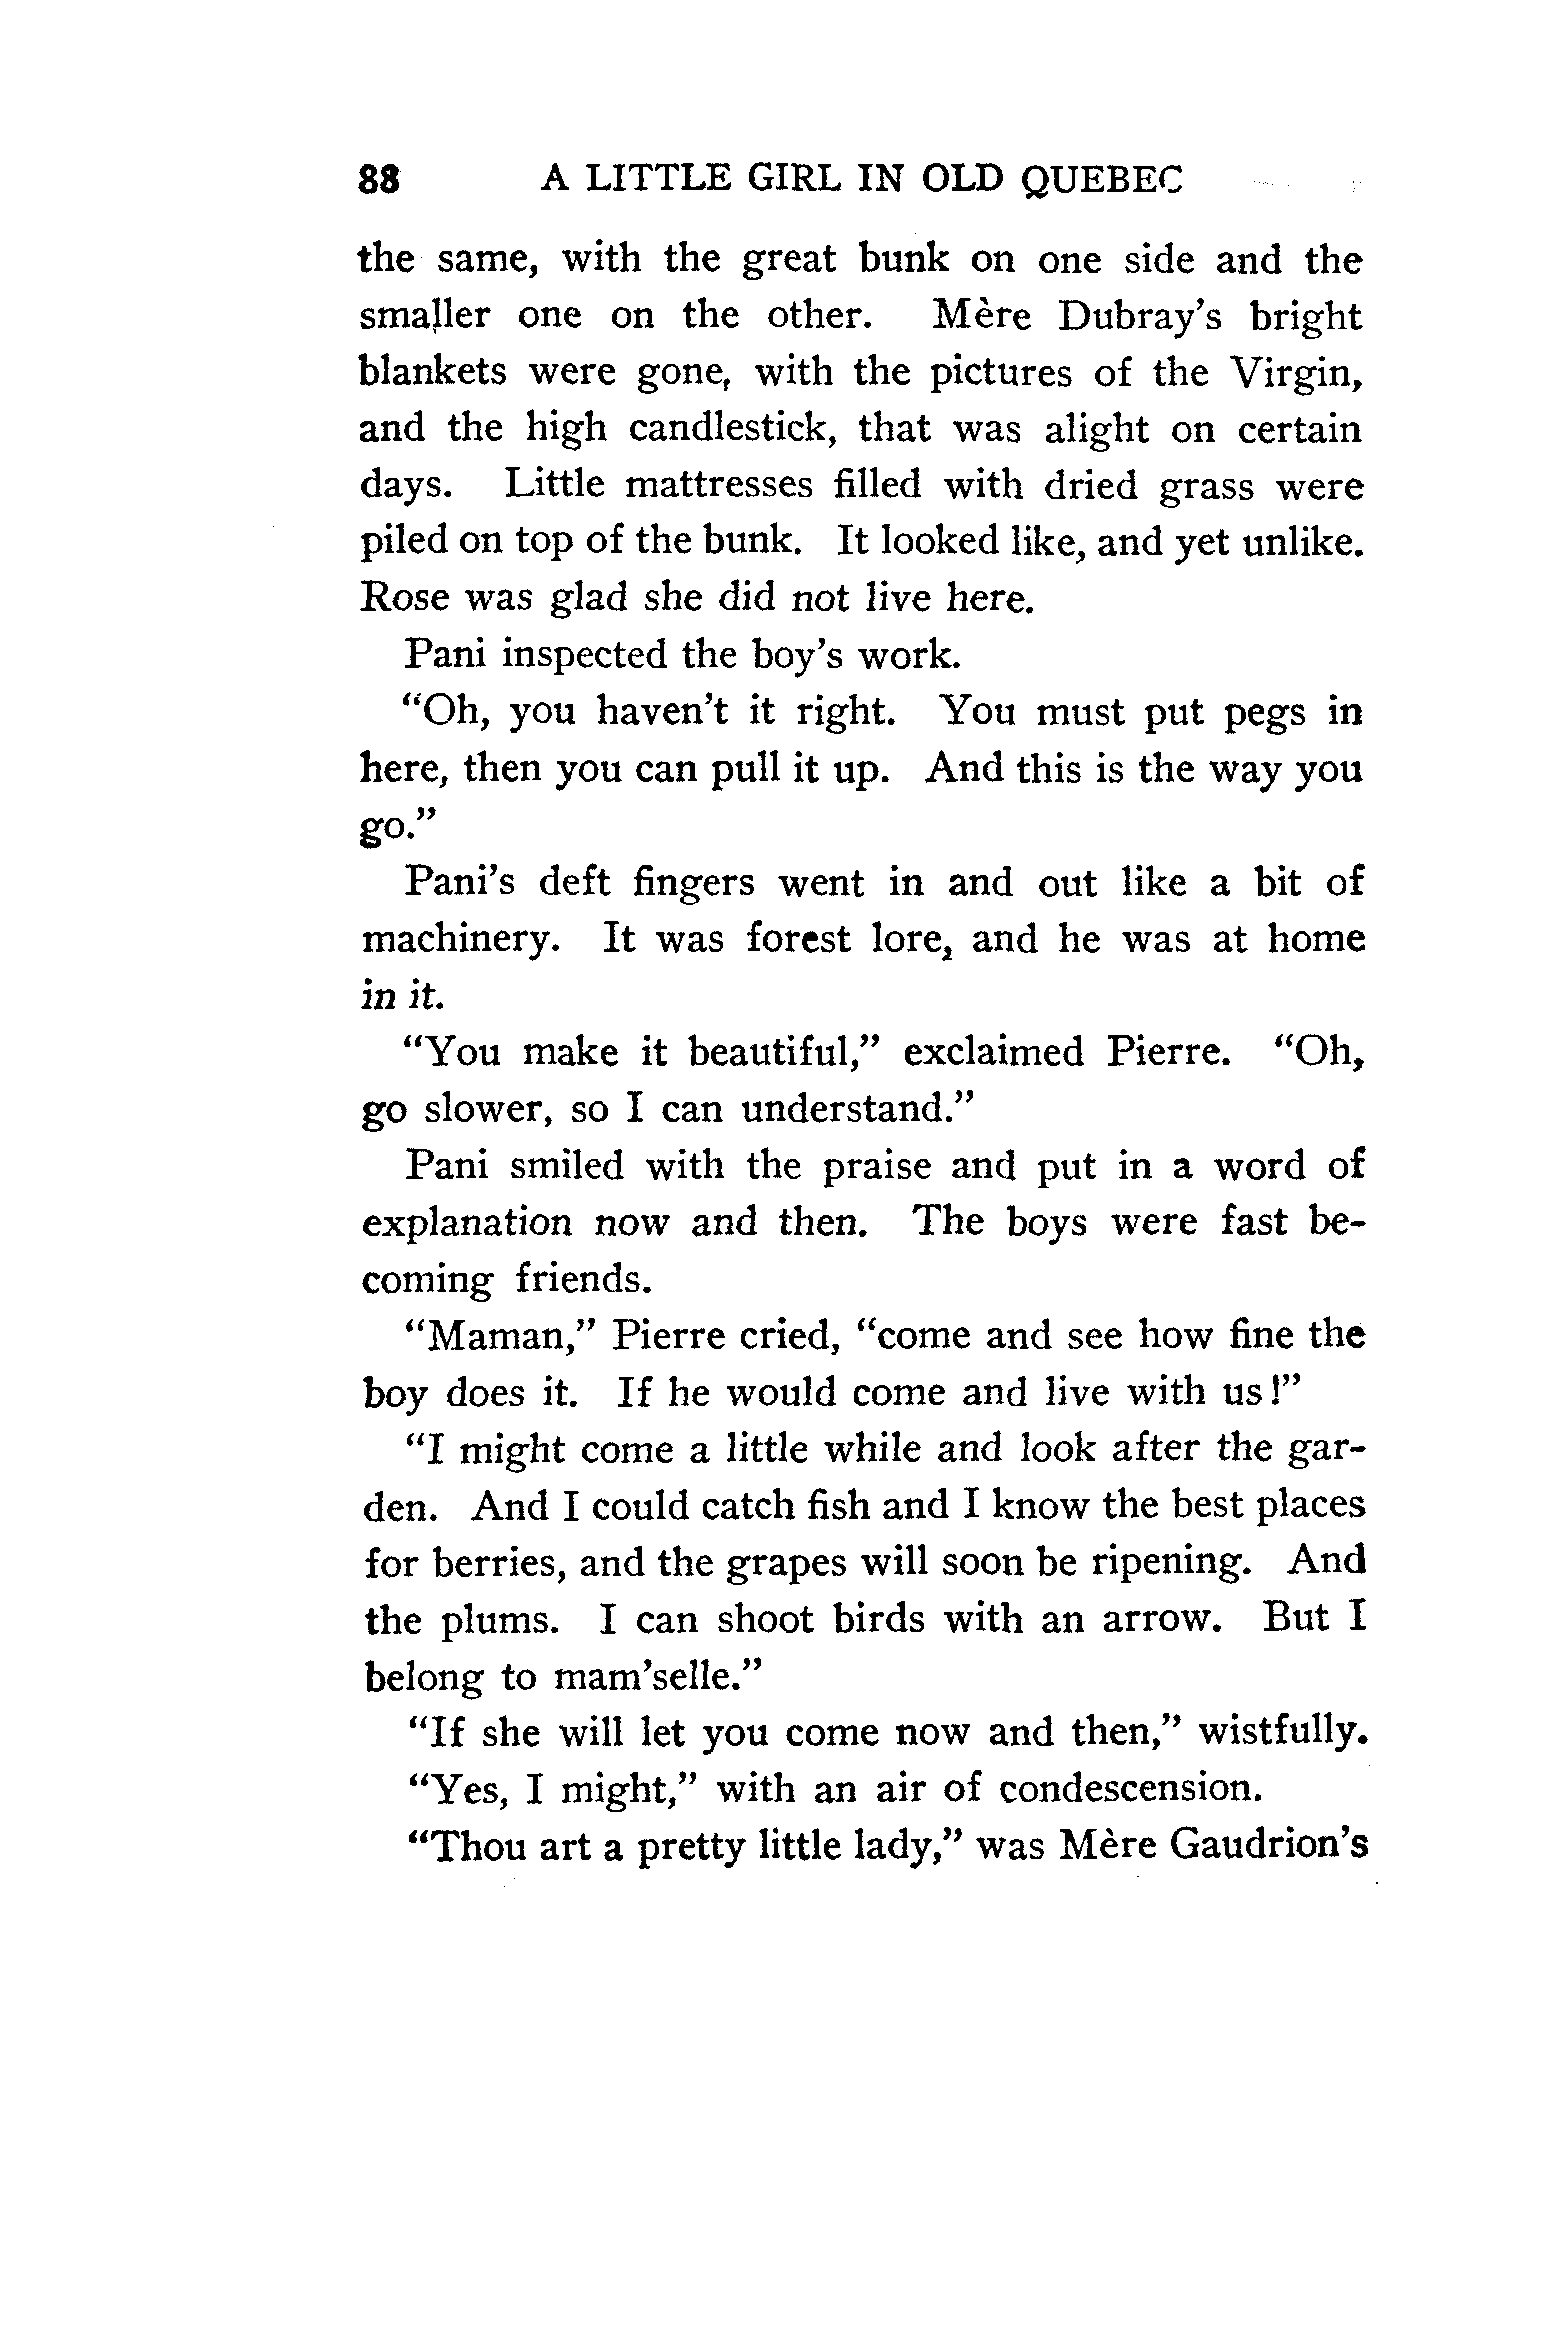 88 A LITTLE GIRL IN OLD QUEBEC
the same, with the great bunk on one side and the
smaller one on the other. Mère Dubray's bright
blankets were gone, with the pictures of the Virgin,
and the high candlestick, that was alight on certain
days. Little mattresses filled with dried grass were
piled on top of the bunk. It looked like, and yet unlike.
Rose was glad she did not live here.
Pani inspected the boy's work.
“Oh, you haven't it right. You must put pegs in
here, then you can pull it up. And this is the way you
go.”
Pani's deft fingers went in and out like a bit of
machinery. It was forest lore, and he was at home
in it.
“You make it beautiful,” exclaimed Pierre. “Oh,
go slower, so I can understand.”
Pani smiled with the praise and put in a word of
explanation now and then. The boys were fast be-
coming friends.
“Maman,” Pierre cried, “come and see how fine the
boy does it. If he would come and live with us!”
“I might come a little while and look after the gar-
den. And I could catch fish and I know the best places
for berries, and the grapes will soon be ripening. And
the plums. I can shoot birds with an arrow. But I
belong to mam'selle.”
“If she will let you come now and then,” wistfully.
“Yes, I might,” with an air of condescension.
“Thou art a pretty little lady,” was Mère Gaudrion's